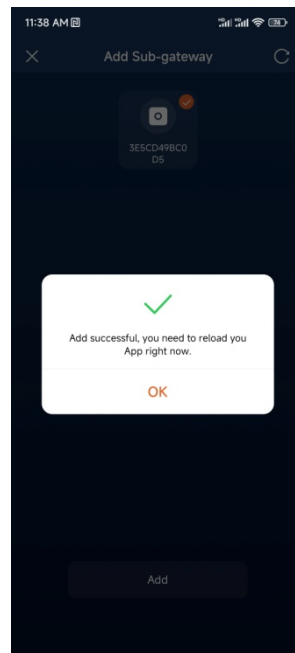 11:38 AM
Add Sub-gateway
3E5CD49BC0
D5
Add successful, you need to reload you
App right now.
OK
Add